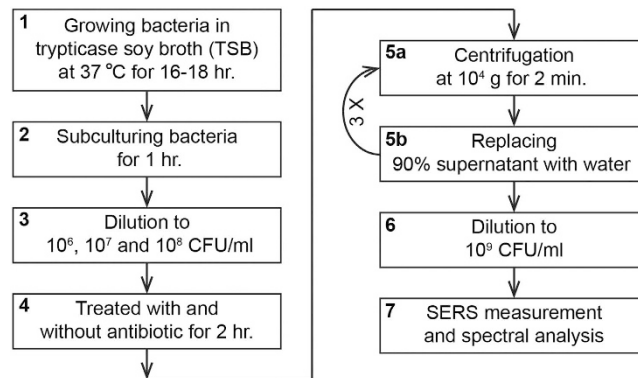 1 Growing bacteria in
trypticase soy broth (TSB)
at 37 °C for 16-18 hr.
2 Subculturing bacteria
for 1 hr.
3 Dilution to
10⁶, 10⁷ and 10⁸ CFU/ml
4 Treated with and
without antibiotic for 2 hr.
5a Centrifugation
at 10⁴ g for 2 min.
3 X
5b Replacing
90% supernatant with water
6 Dilution to
10⁹ CFU/ml
7 SERS measurement
and spectral analysis